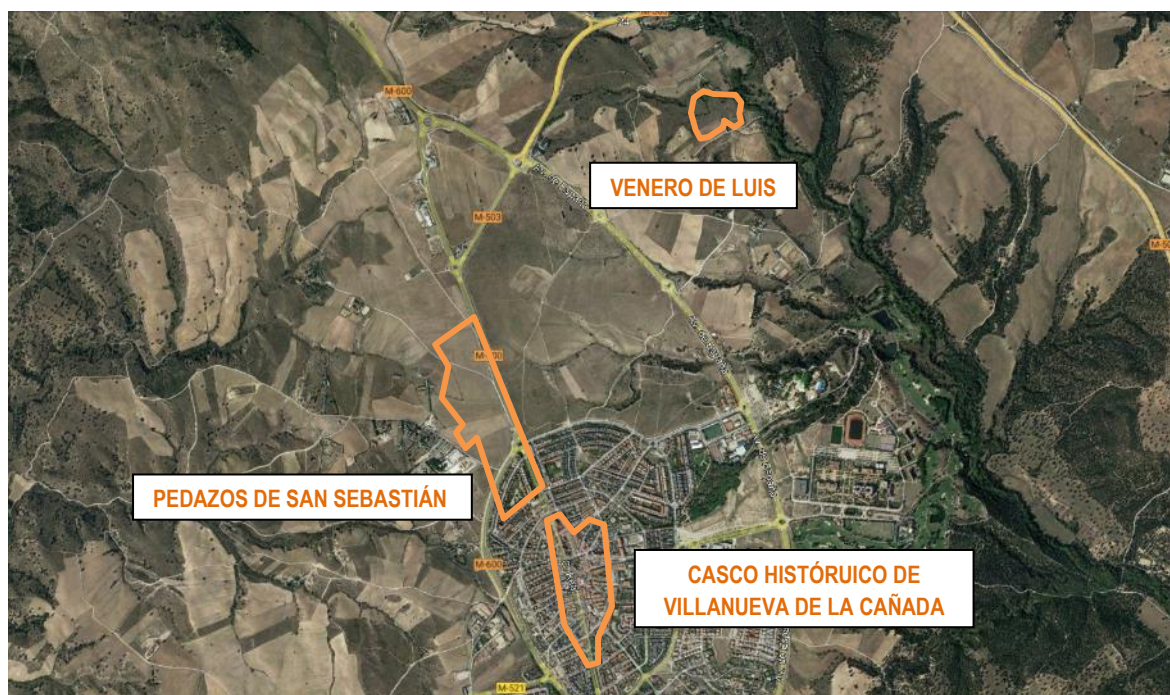 M-600
VENERO DE LUIS
M-503
M-600
PEDAZOS DE SAN SEBASTIÁN
M-600
CASCO HISTÓRUICO DE
VILLANUEVA DE LA CAÑADA
M-521